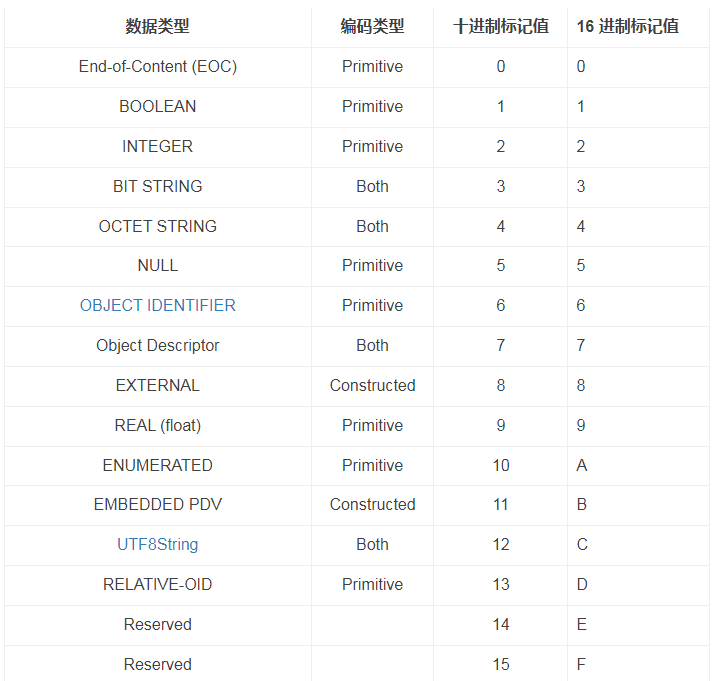 数据类型 编码类型 十进制标记值 16 进制标记值
End-of-Content (EOC) Primitive 0 0
BOOLEAN Primitive 1 1
INTEGER Primitive 2 2
BIT STRING Both 3 3
OCTET STRING Both 4 4
NULL Primitive 5 5
OBJECT IDENTIFIER Primitive 6 6
Object Descriptor Both 7 7
EXTERNAL Constructed 8 8
REAL (float) Primitive 9 9
ENUMERATED Primitive 10 A
EMBEDDED PDV Constructed 11 B
UTF8String Both 12 C
RELATIVE-OID Primitive 13 D
Reserved 14 E
Reserved 15 F